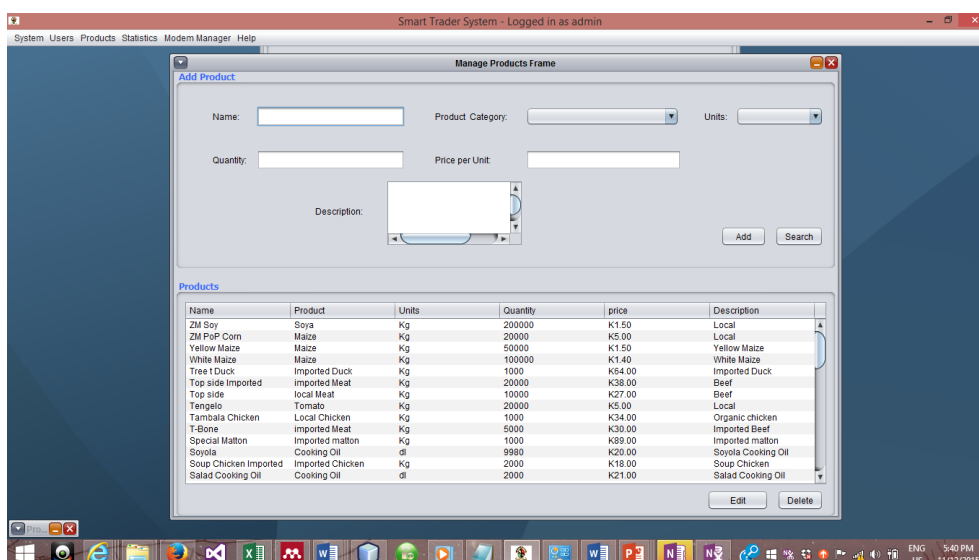 Smart Trader System - Logged in as admin
System Users Products Statistics Modem Manager Help
Manage Products Frame
Add Product
Name: Product Category: Units:
Quantity: Price per Unit:
Description:
Add Search
Products
Name Product Units Quantity price Description
ZM Soy Soya Kg 200000 K1.50 Local
ZM PoP Corn Maize Kg 20000 K5.00 Local
Yellow Maize Maize Kg 50000 K1.50 Yellow Maize
White Maize Maize Kg 100000 K1.40 White Maize
Tree t Duck Imported Duck Kg 1000 K64.00 Imported Duck
Top side Imported imported Meat Kg 20000 K38.00 Beef
Top side local Meat Kg 10000 K27.00 Beef
Tengelo Tomato Kg 20000 K5.00 Local
Tambala Chicken Local Chicken Kg 1000 K34.00 Organic chicken
T-Bone imported Meat Kg 5000 K30.00 Imported Beef
Special Matton Imported matton Kg 1000 K89.00 Imported matton
Soyola Cooking Oil dl 9980 K20.00 Soyola Cooking Oil
Soup Chicken Imported Imported Chicken Kg 2000 K18.00 Soup Chicken
Salad Cooking Oil Cooking Oil dl 2000 K21.00 Salad Cooking Oil
Edit Delete
Pro...
ENG 5:40 PM